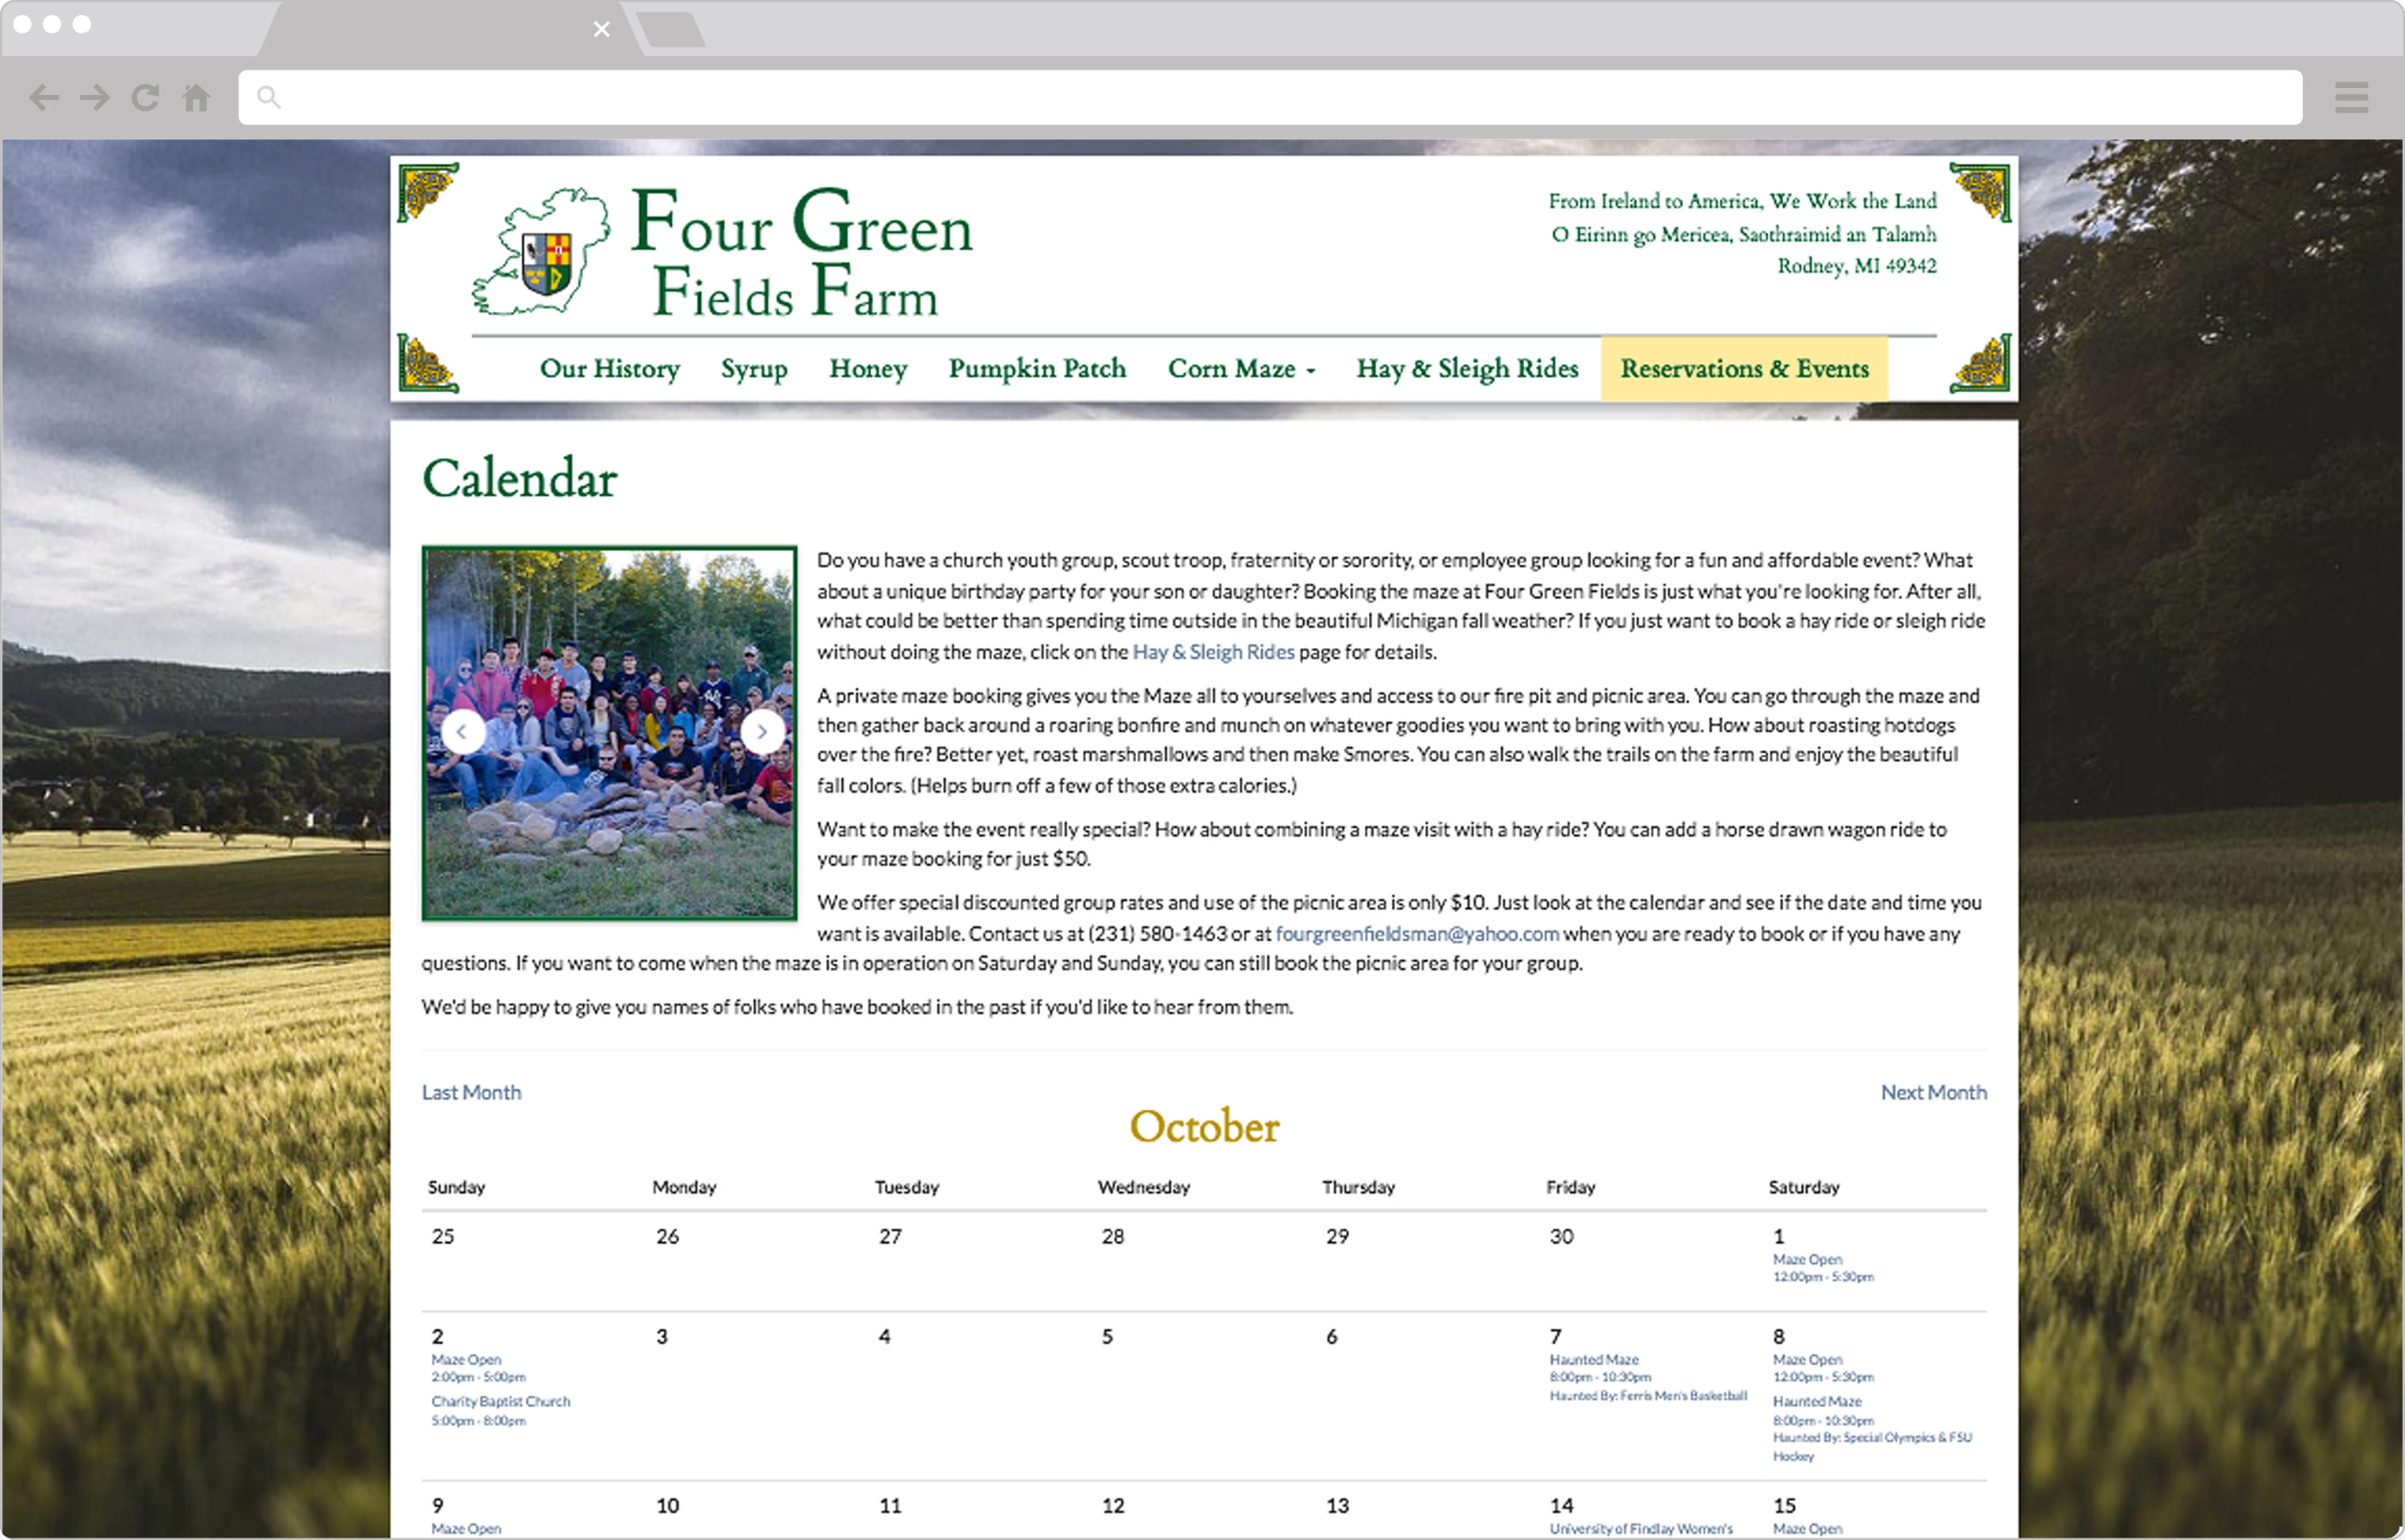 Four Green
Fields Farm
From Ireland to America, We Work the Land
O Eirinn go Mericea, Saothraimid an Talamh
Rodney, MI 49342
Our History Syrup Honey Pumpkin Patch Corn Maze Hay & Sleigh Rides Reservations & Events
Calendar
Do you have a church youth group, scout troop, fraternity or sorority, or employee group looking for a fun and affordable event? What
about a unique birthday party for your son or daughter? Booking the maze at Four Green Fields is just what you're looking for. After all,
what could be better than spending time outside in the beautiful Michigan fall weather? If you just want to book a hay ride or sleigh ride
without doing the maze, click on the Hay & Sleigh Rides page for details.
A private maze booking gives you the Maze all to yourselves and access to our fire pit and picnic area. You can go through the maze and
then gather back around a roaring bonfire and munch on whatever goodies you want to bring with you. How about roasting hotdogs
over the fire? Better yet, roast marshmallows and then make Smores. You can also walk the trails on the farm and enjoy the beautiful
fall colors. (Helps burn off a few of those extra calories.)
Want to make the event really special? How about combining a maze visit with a hay ride? You can add a horse drawn wagon ride to
your maze booking for just $50.
We offer special discounted group rates and use of the picnic area is only $10. Just look at the calendar and see if the date and time you
want is available. Contact us at (231) 580-1463 or at fourgreenfieldsman@yahoo.com when you are ready to book or if you have any
questions. If you want to come when the maze is in operation on Saturday and Sunday, you can still book the picnic area for your group.
We'd be happy to give you names of folks who have booked in the past if you'd like to hear from them.
Last Month Next Month
October
Sunday Monday Tuesday Wednesday Thursday Friday Saturday
25 26 27 28 29 30 1
Maze Open
12:00pm - 5:30pm
2 3 4 5 6 7 8
Maze Open Haunted Maze Maze Open
2:00pm - 5:00pm 8:00pm - 10:30pm 12:00pm - 5:30pm
Charity Baptist Church Haunted By: Ferris Men's Basketball Haunted Maze
5:00pm - 8:00pm 8:00pm - 10:30pm
Haunted By: Special Olympics & FSU
Hockey
9 10 11 12 13 14 15
Maze Open University of Findlay Women's Maze Open